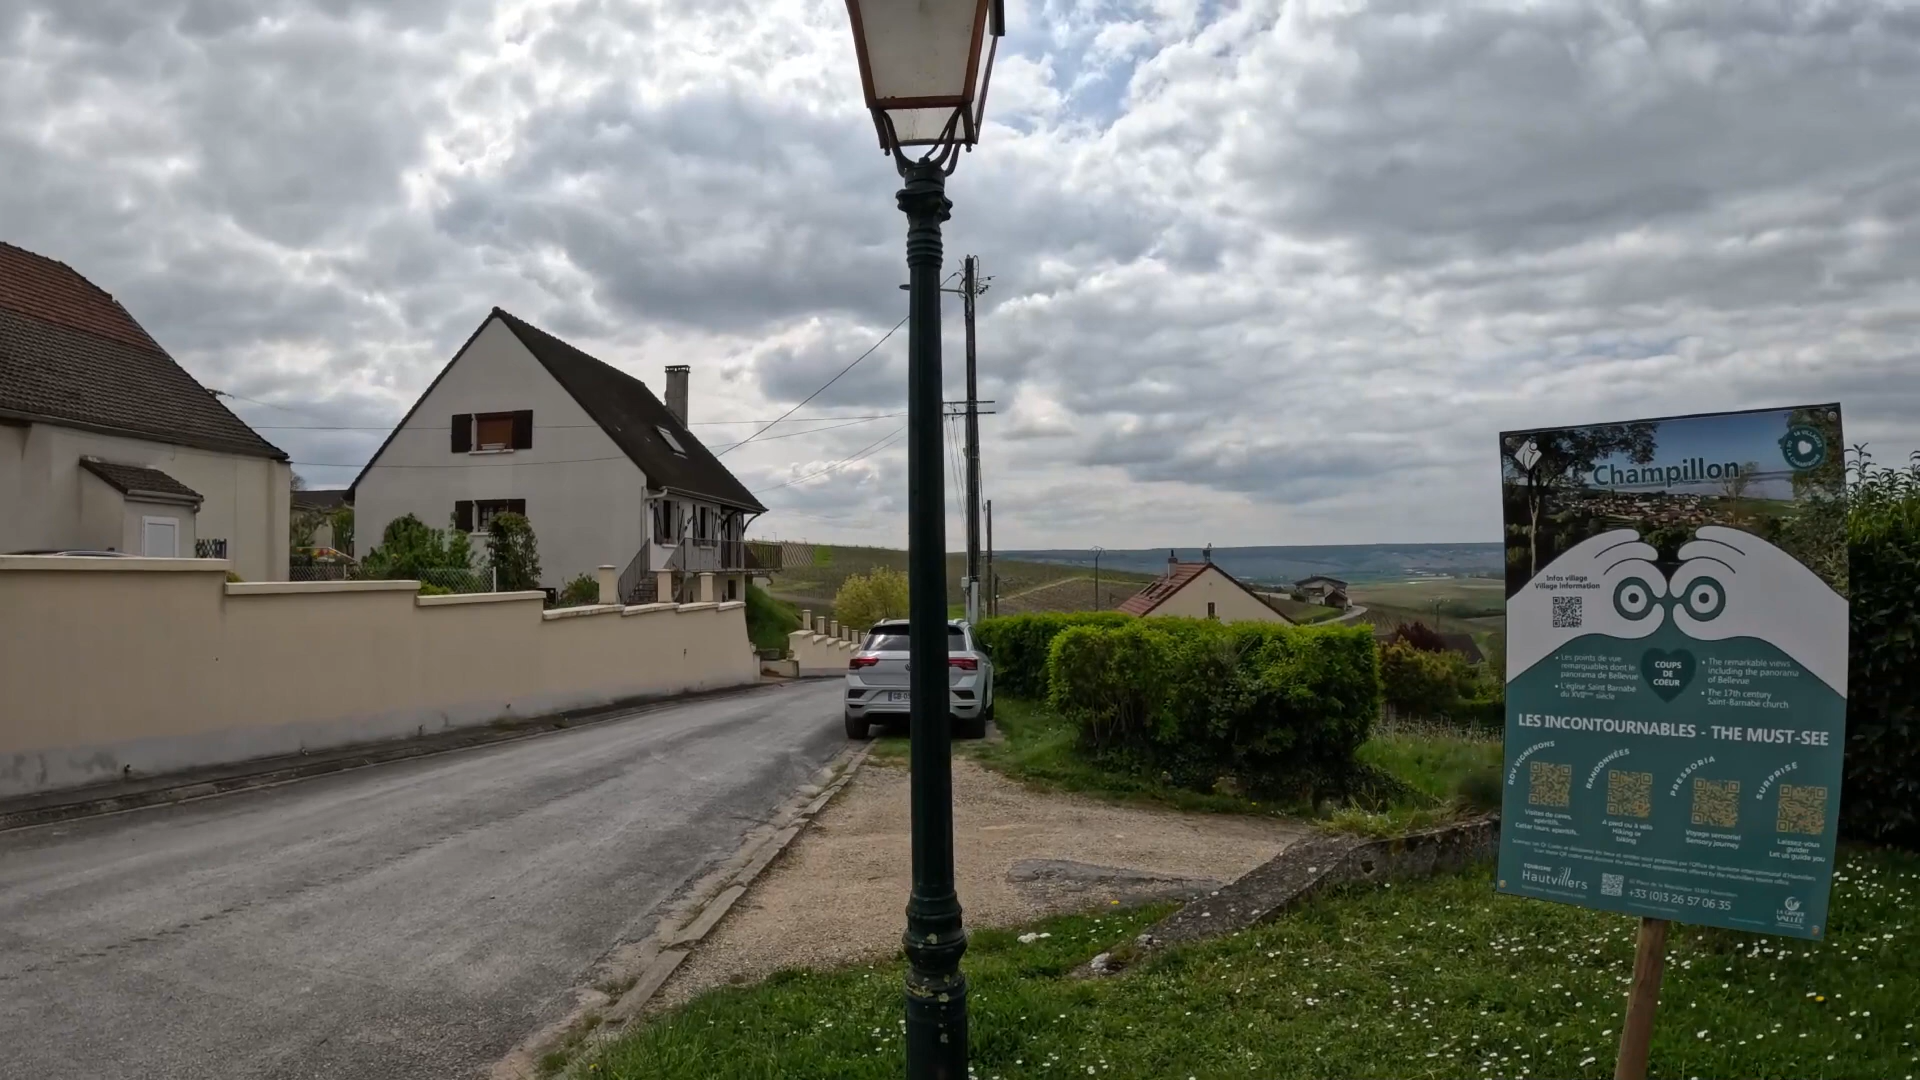 Champillon
Infos village
Village information
• Les points de vue
remarquables dont le
panorama de Bellevue
• L'église Saint Barnabé
du XVIIème siècle
COUPS
DE
COEUR
• The remarkable views
including the panorama
of Bellevue
• The 17th century
Saint-Barnabé church
LES INCONTOURNABLES - THE MUST-SEE
RDV VIGNERONS
RANDONNÉES
PRESSORIA
SURPRISE
Visites de caves,
apéritifs...
Cellar tours, aperitifs...
A pied ou à vélo
Hiking or
biking
Voyage sensoriel
Sensory journey
Laissez-vous
guider
Let us guide you
TOURISME
Hautvillers
+33 (0)3 26 57 06 35
LA GRANDE
VALLÉE